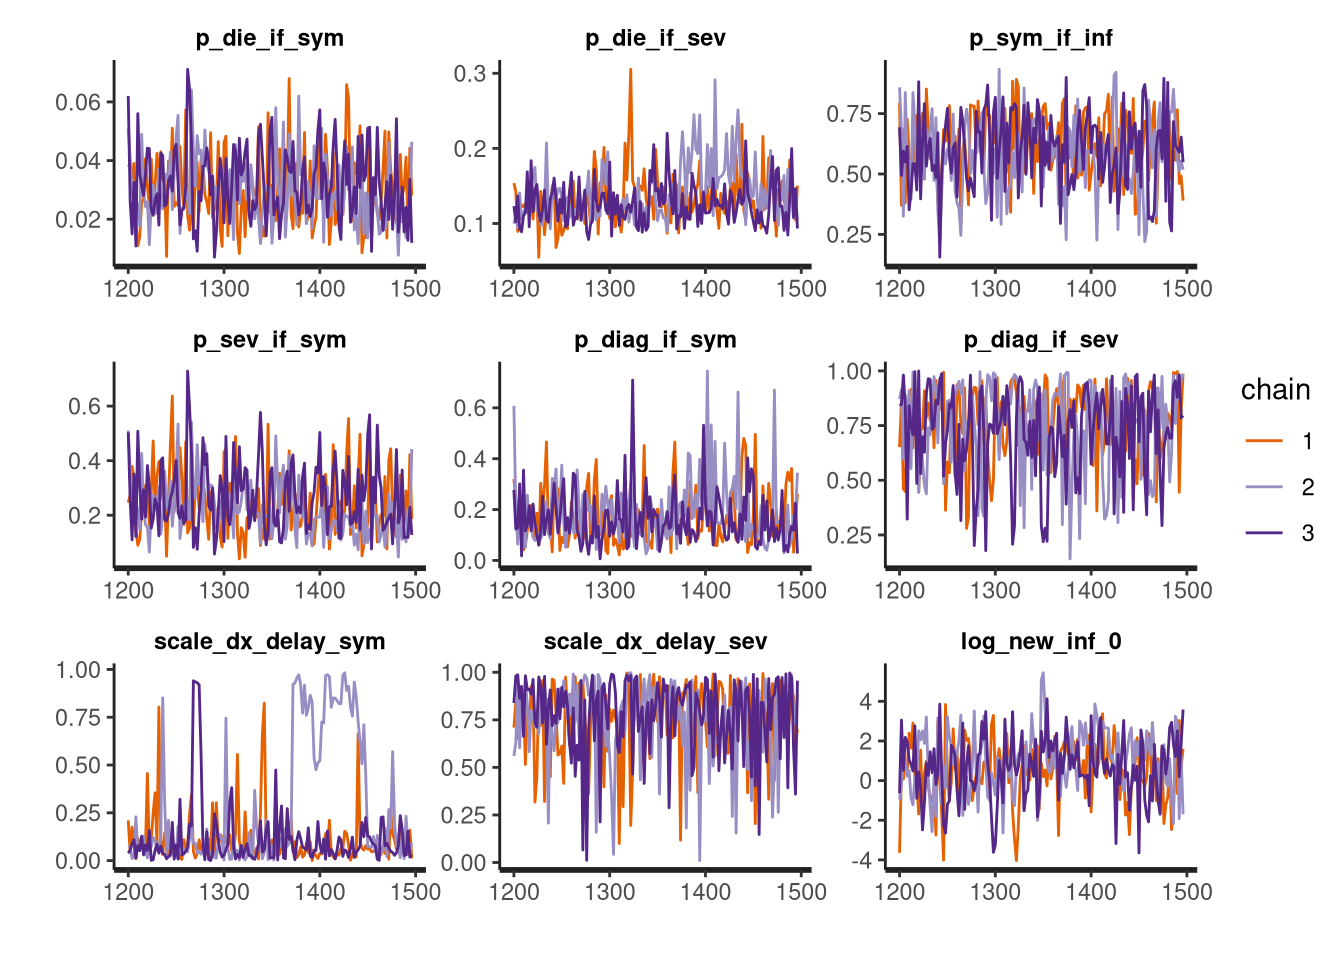 p_die_if_sym p_die_if_sev p_sym_if_inf
0.06 0.3 0.75
0.04 0.2 0.50
0.02 0.1 0.25
1200 1300 1400 1500 1200 1300 1400 1500 1200 1300 1400 1500
p_sev_if_sym p_diag_if_sym p_diag_if_sev
0.6 0.6 1.00
0.4 0.4 0.75
0.2 0.2 0.50
0.0 0.25
1200 1300 1400 1500 1200 1300 1400 1500 1200 1300 1400 1500
chain
1
2
3
scale_dx_delay_sym scale_dx_delay_sev log_new_inf_0
1.00 1.00 4
0.75 0.75 2
0.50 0.50 0
0.25 0.25 -2
0.00 0.00 -4
1200 1300 1400 1500 1200 1300 1400 1500 1200 1300 1400 1500